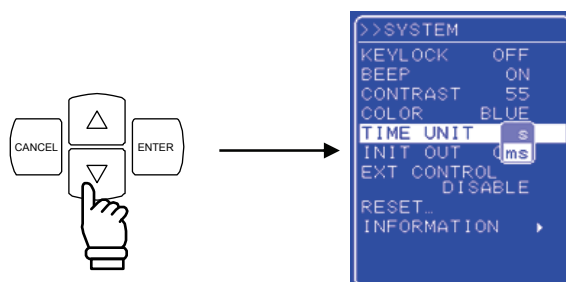 CANCEL
ENTER
>>SYSTEM
KEYLOCK OFF
BEEP ON
CONTRAST 55
COLOR BLUE
TIME UNIT s
INIT OUT ms
EXT CONTROL
DISABLE
RESET…
INFORMATION